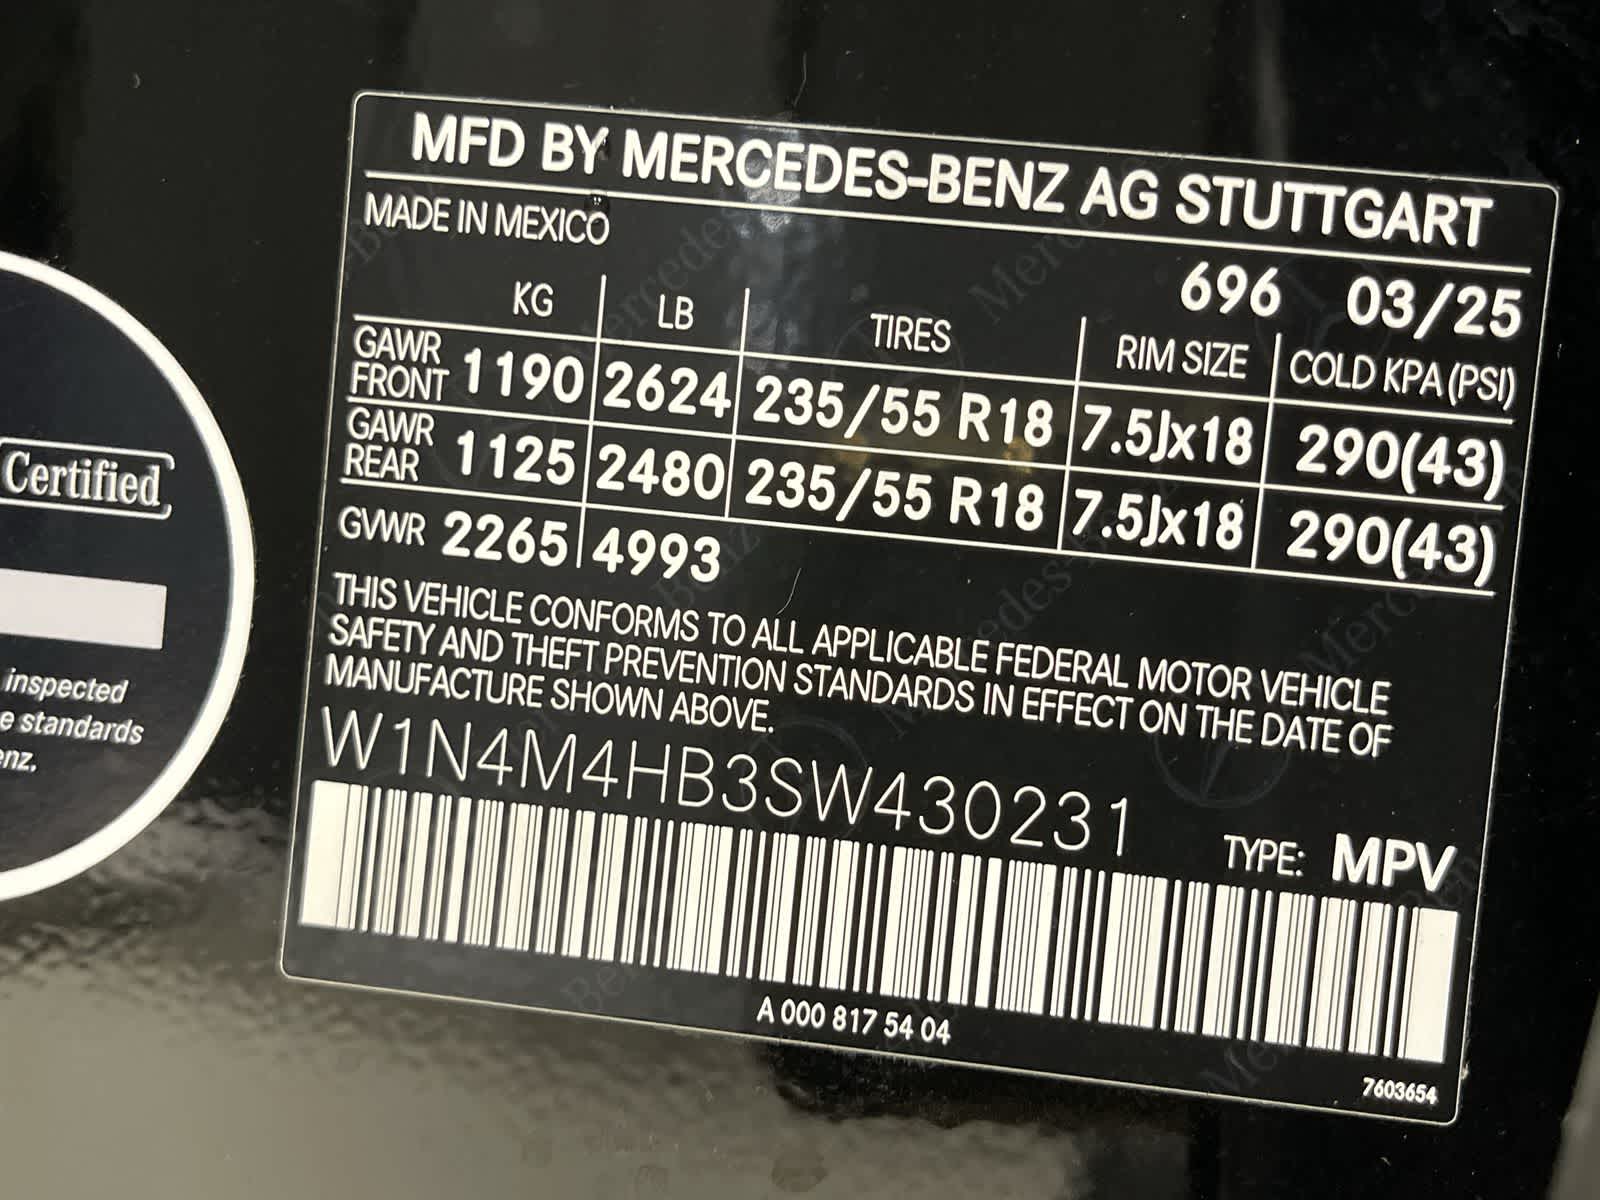 MFD BY MERCEDES-BENZ AG STUTTGART
MADE IN MEXICO
696 03/25
KG LB TIRES RIM SIZE COLD KPA (PSI)
GAWR FRONT 1190 2624 235/55 R18 7.5Jx18 290(43)
GAWR REAR 1125 2480 235/55 R18 7.5Jx18 290(43)
GVWR 2265 4993
THIS VEHICLE CONFORMS TO ALL APPLICABLE FEDERAL MOTOR VEHICLE
SAFETY AND THEFT PREVENTION STANDARDS IN EFFECT ON THE DATE OF
MANUFACTURE SHOWN ABOVE.
W1N4M4HB3SW430231
TYPE: MPV
A 000 817 54 04
7603654
Certified
inspected
standards